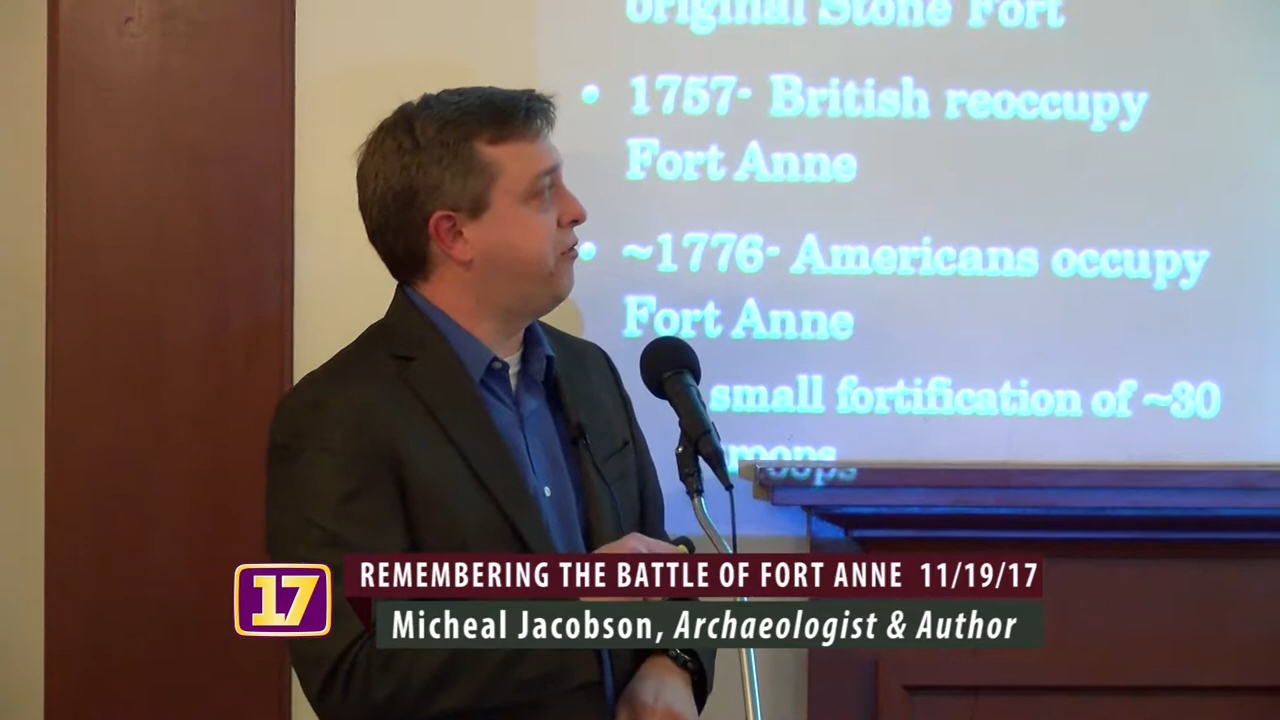 original Stone Fort
• 1757- British reoccupy
Fort Anne
• ~1776- Americans occupy
Fort Anne
small fortification of ~30
troops
17
REMEMBERING THE BATTLE OF FORT ANNE 11/19/17
Micheal Jacobson, Archaeologist & Author